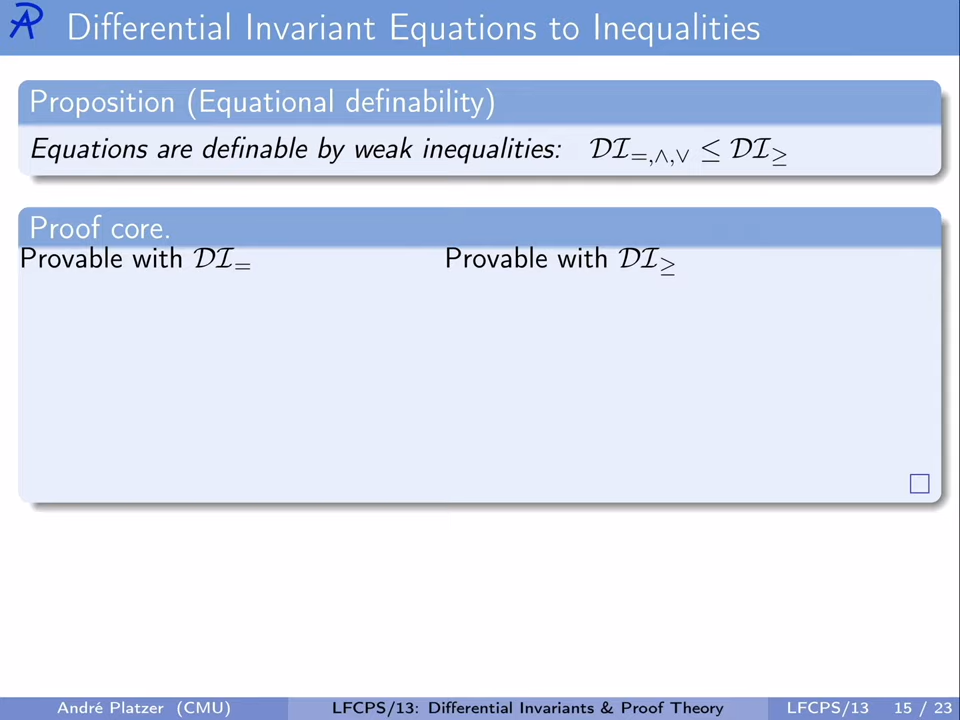 Differential Invariant Equations to Inequalities
Proposition (Equational definability)
Equations are definable by weak inequalities: 𝒟ℐ=,∧,∨ ≤ 𝒟ℐ≥
Proof core.
Provable with 𝒟ℐ= Provable with 𝒟ℐ≥
André Platzer (CMU) LFCPS/13: Differential Invariants & Proof Theory LFCPS/13 15 / 23